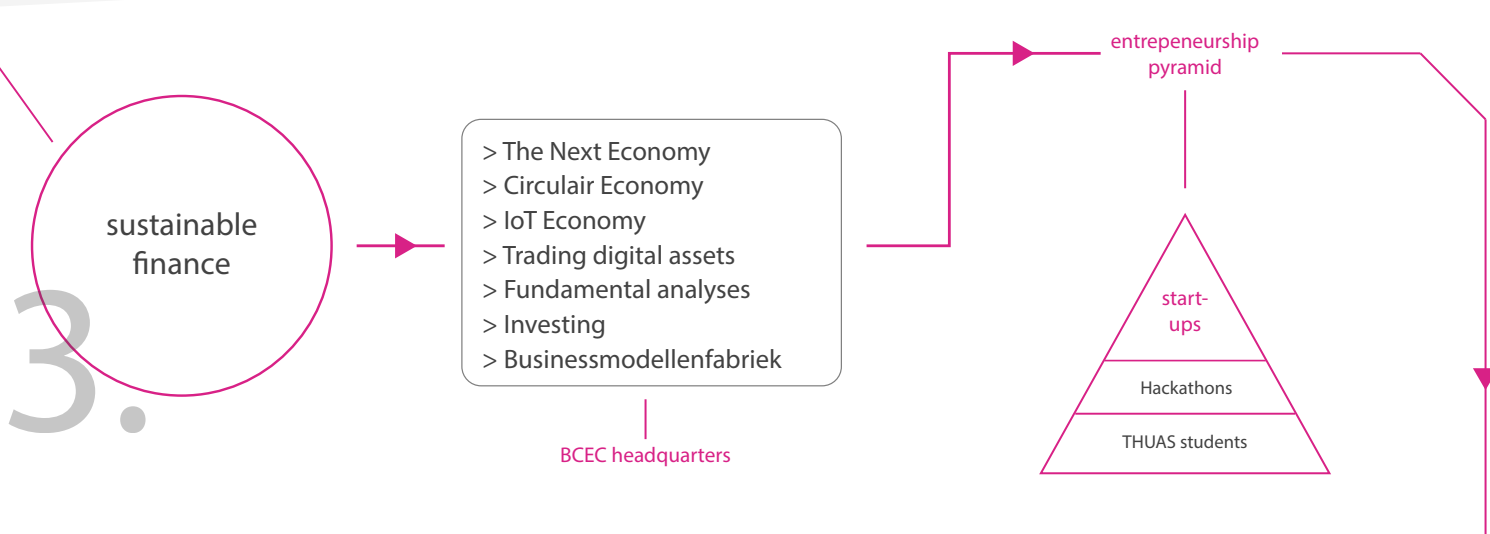 sustainable
finance
3.
> The Next Economy
> Circulair Economy
> IoT Economy
> Trading digital assets
> Fundamental analyses
> Investing
> Businessmodellenfabriek
BCEC headquarters
entrepeneurship
pyramid
start-
ups
Hackathons
THUAS students